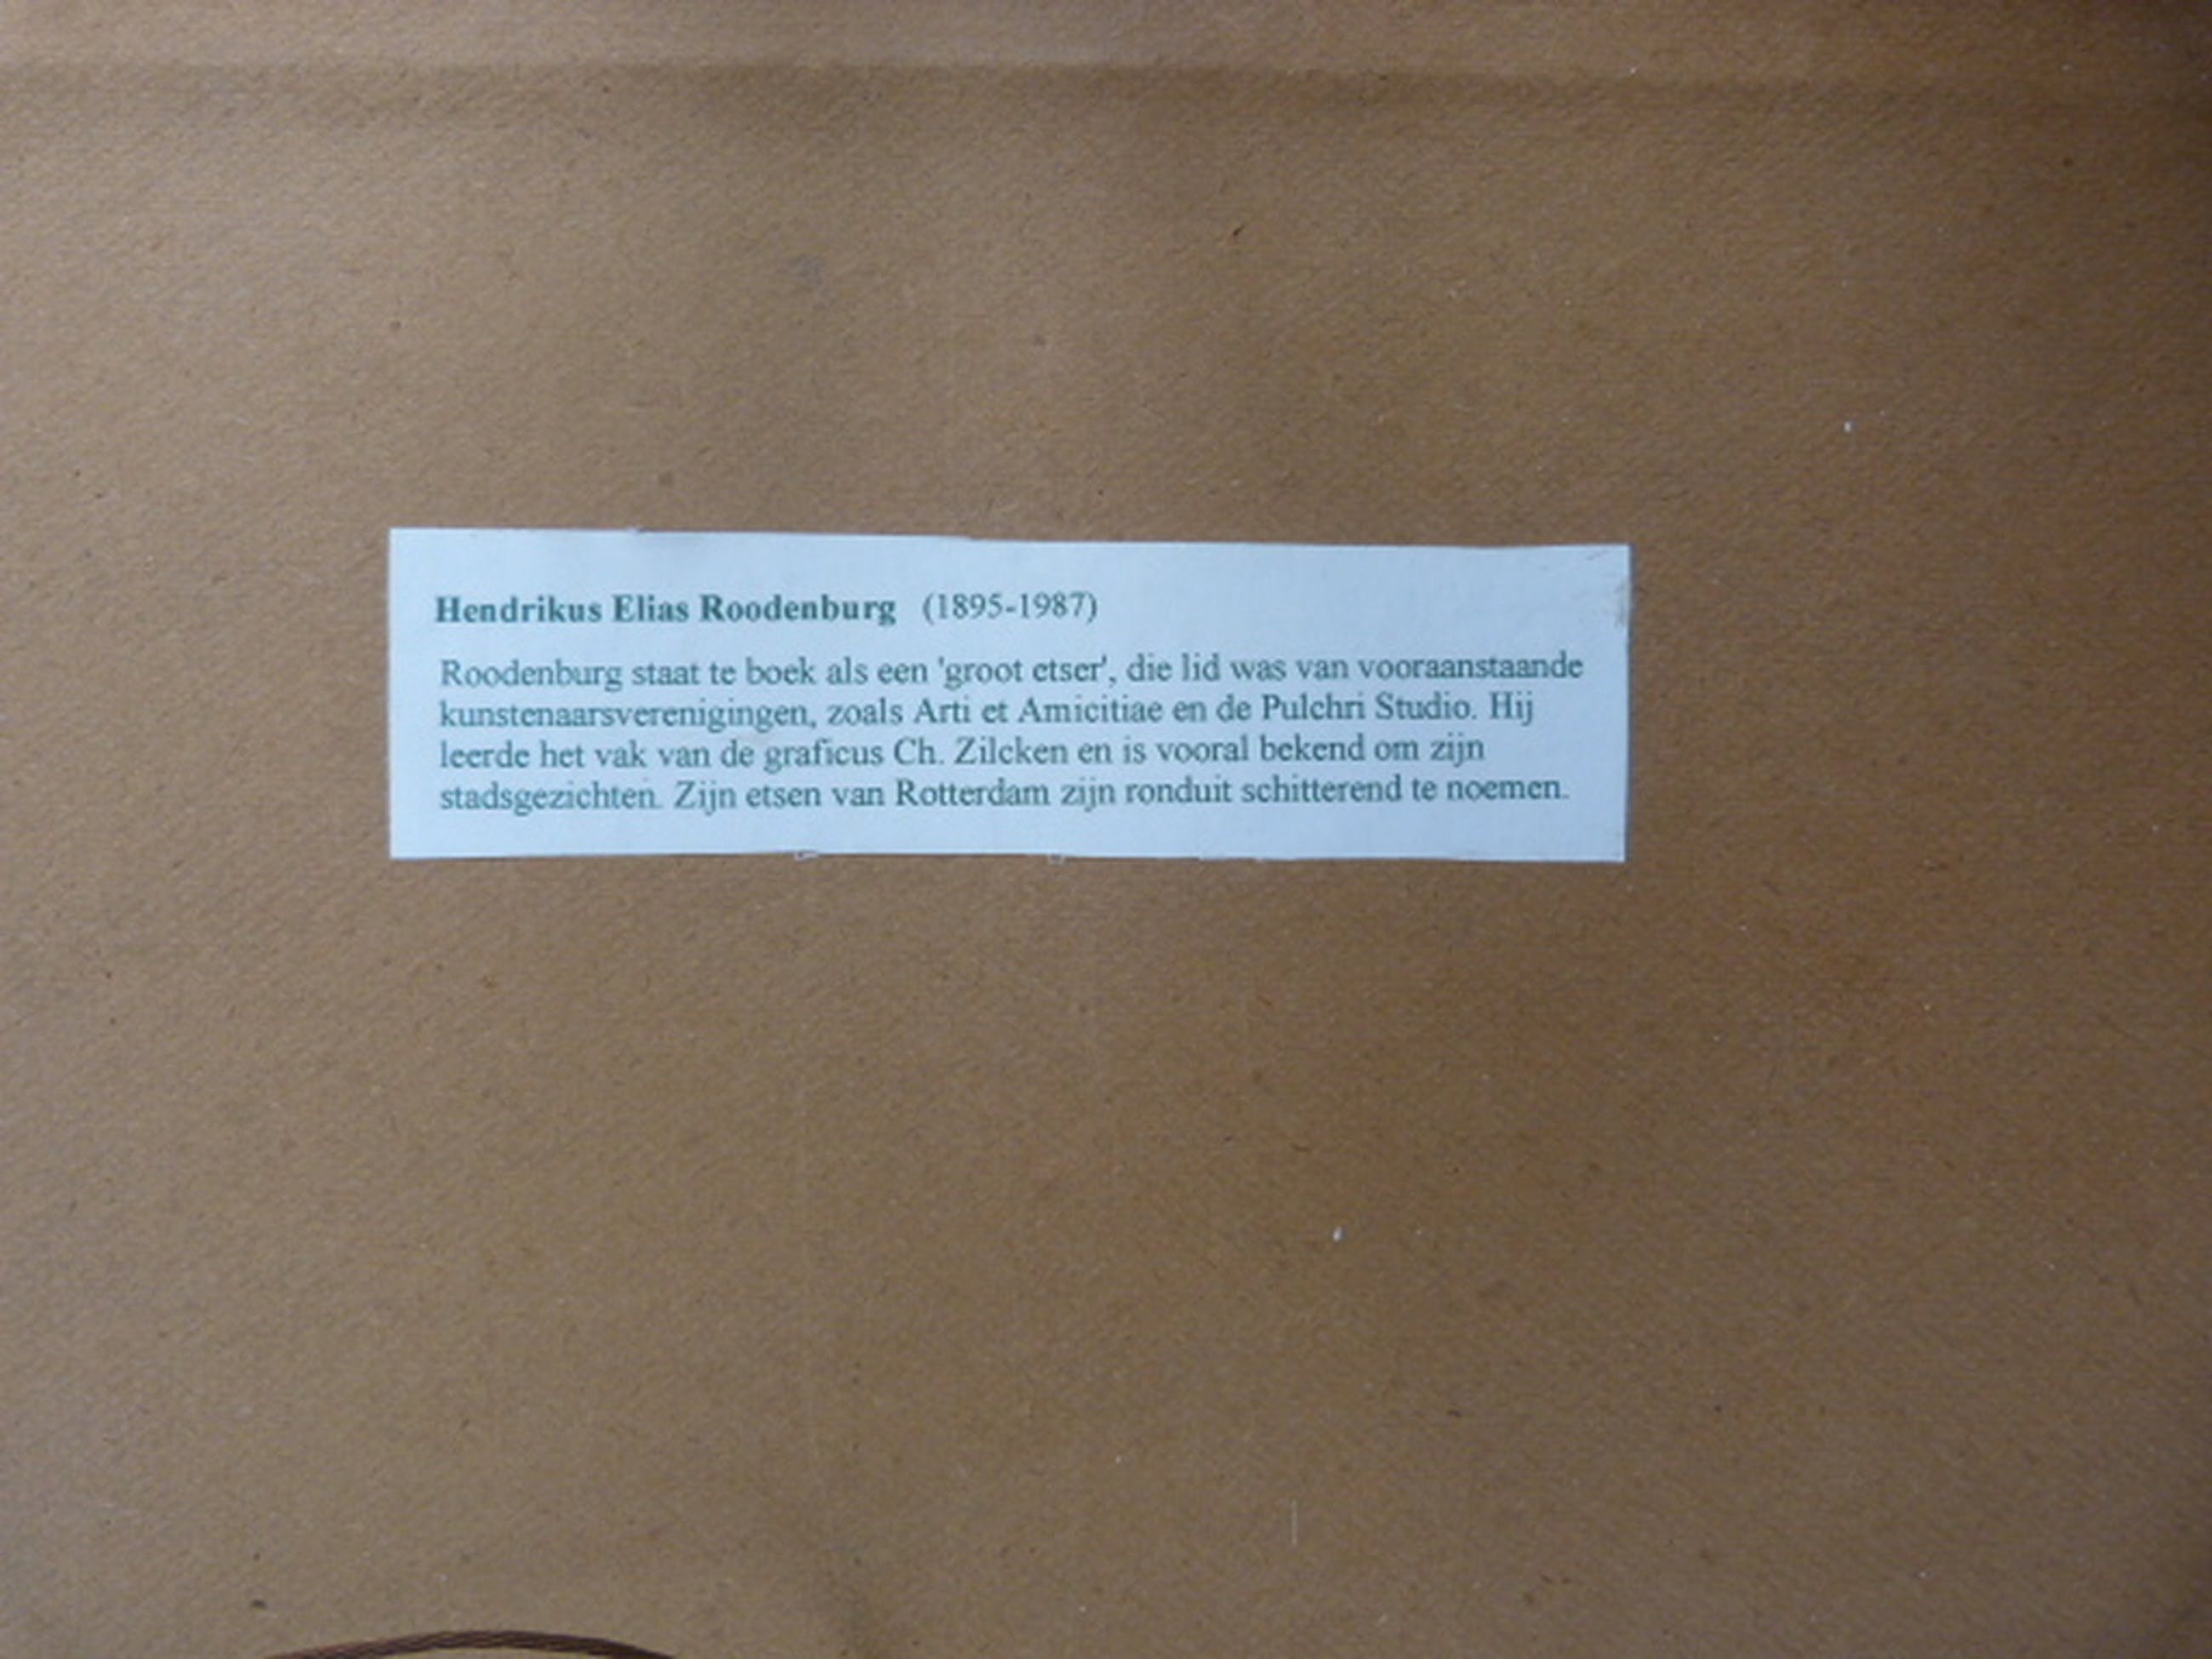 Hendrikus Elias Roodenburg (1895-1987)
Roodenburg staat te boek als een 'groot etser', die lid was van vooraanstaande
kunstenaarsverenigingen, zoals Arti et Amicitiae en de Pulchri Studio. Hij
leerde het vak van de graficus Ch. Zilcken en is vooral bekend om zijn
stadsgezichten. Zijn etsen van Rotterdam zijn ronduit schitterend te noemen.